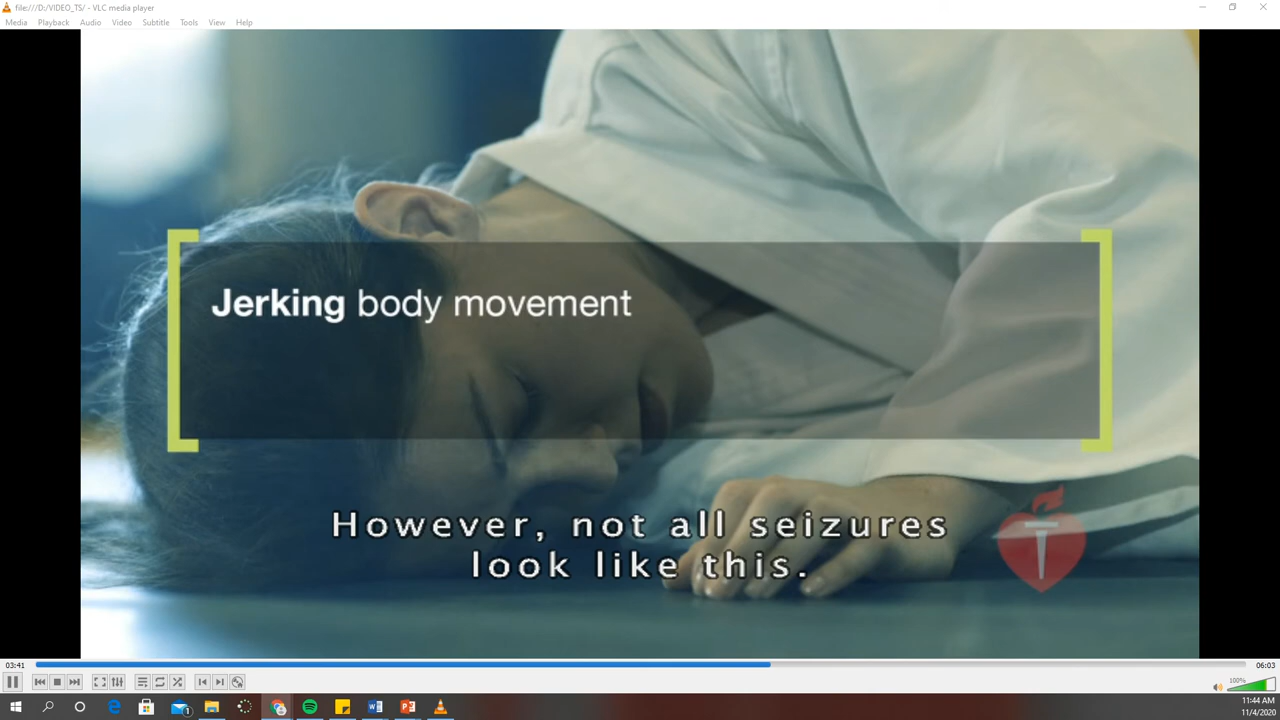 file:///D:/VIDEO_TS/ - VLC media player
Media Playback Audio Video Subtitle Tools View Help
Jerking body movement
However, not all seizures
look like this.
03:41
06:03
100%
11:44 AM
11/4/2020